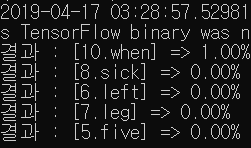 2019-04-17 03:28:57.52981
s TensorFlow binary was n
결과 : [10.when] => 1.00%
결과 : [8.sick] => 0.00%
결과 : [6.left] => 0.00%
결과 : [7.leg] => 0.00%
결과 : [5.five] => 0.00%